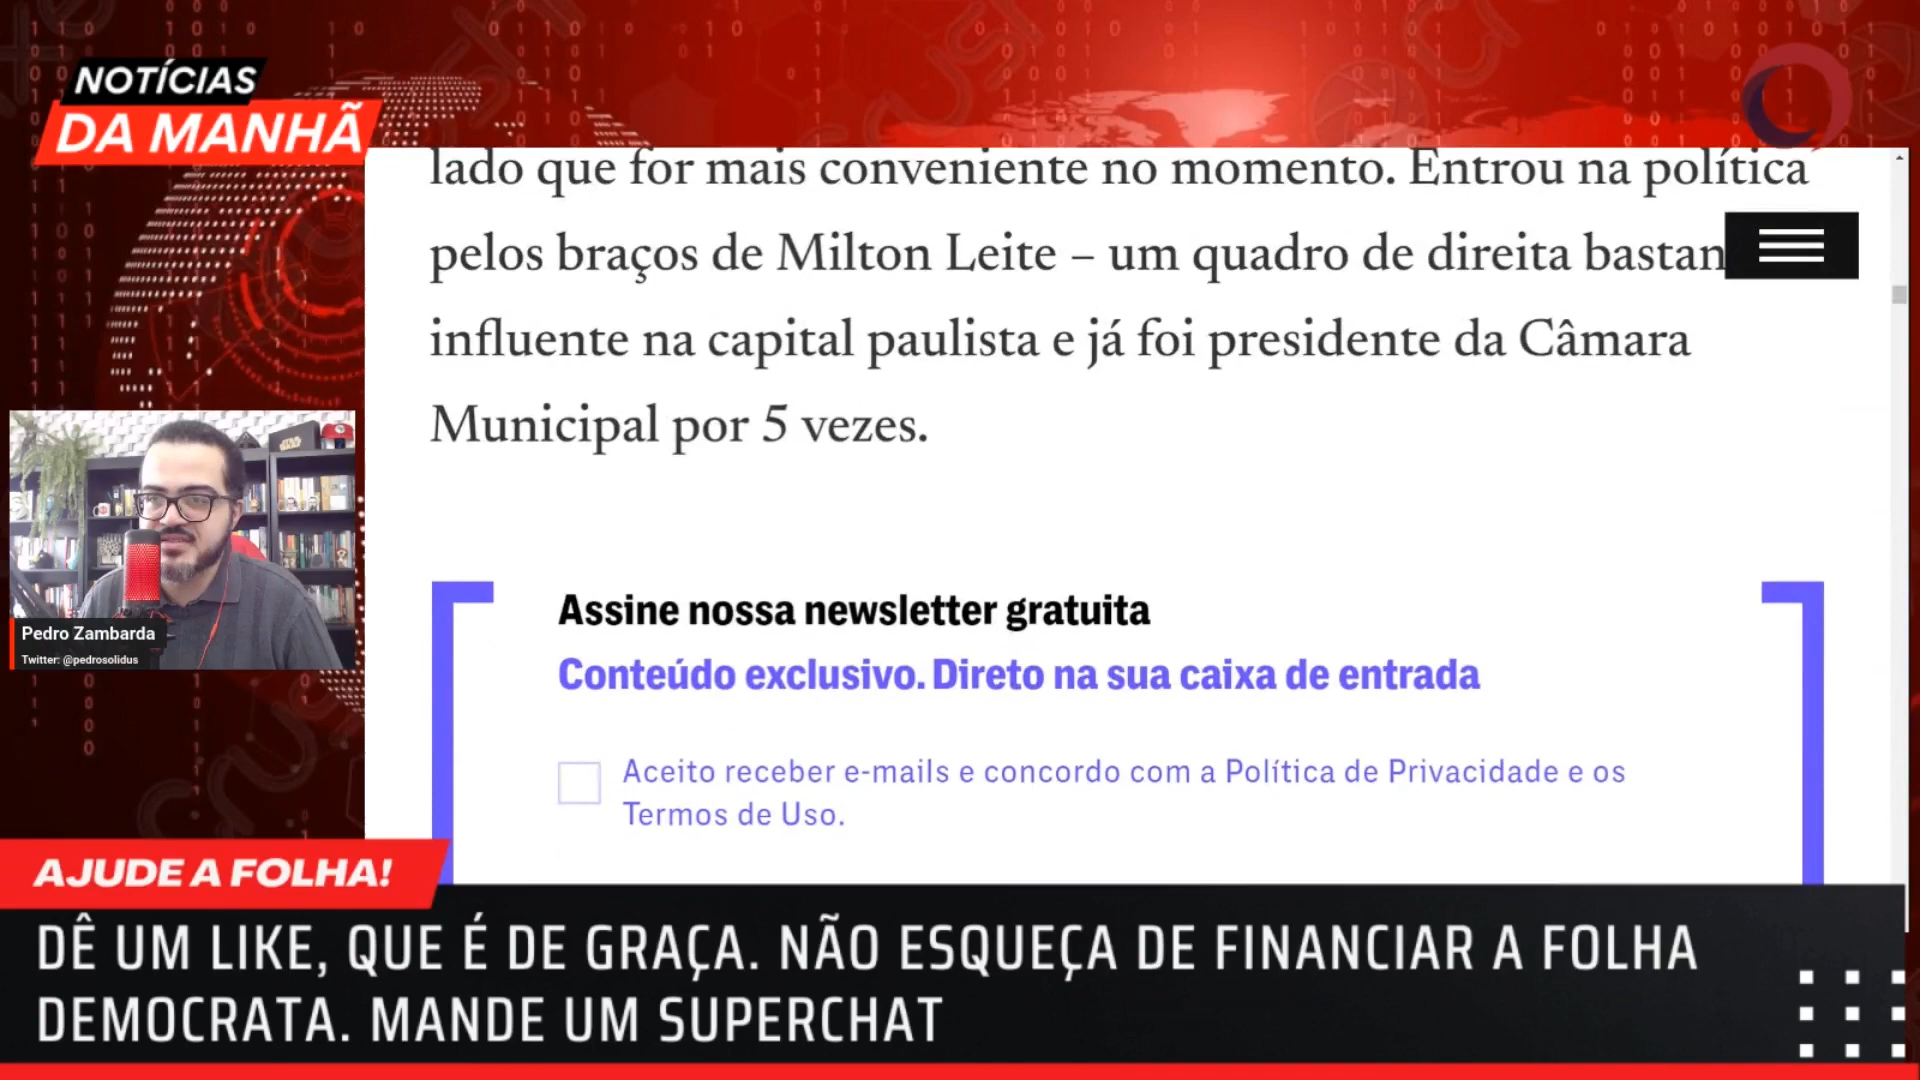 NOTÍCIAS
DA MANHÃ
lado que for mais conveniente no momento. Entrou na política
pelos braços de Milton Leite – um quadro de direita bastan
influente na capital paulista e já foi presidente da Câmara
Municipal por 5 vezes.
Assine nossa newsletter gratuita
Conteúdo exclusivo. Direto na sua caixa de entrada
Aceito receber e-mails e concordo com a Política de Privacidade e os
Termos de Uso.
Pedro Zambarda
Twitter: @pedrosolidus
AJUDE A FOLHA!
DÊ UM LIKE, QUE É DE GRAÇA. NÃO ESQUEÇA DE FINANCIAR A FOLHA
DEMOCRATA. MANDE UM SUPERCHAT